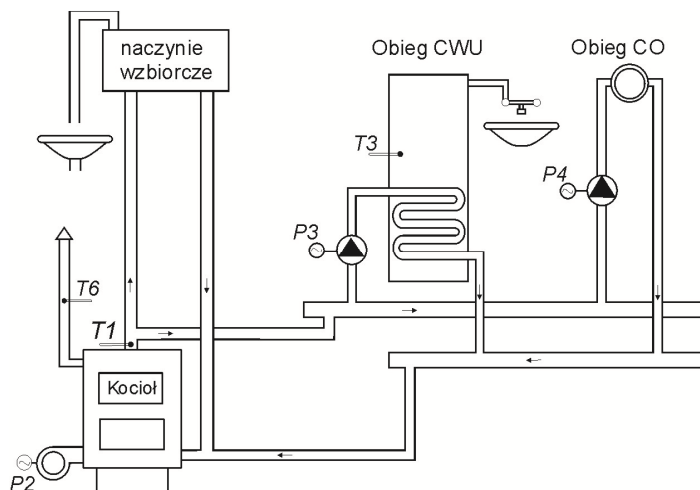 naczynie
wzbiorcze
Obieg CWU
Obieg CO
T3
P4
P3
T6
T1
Kocioł
P2